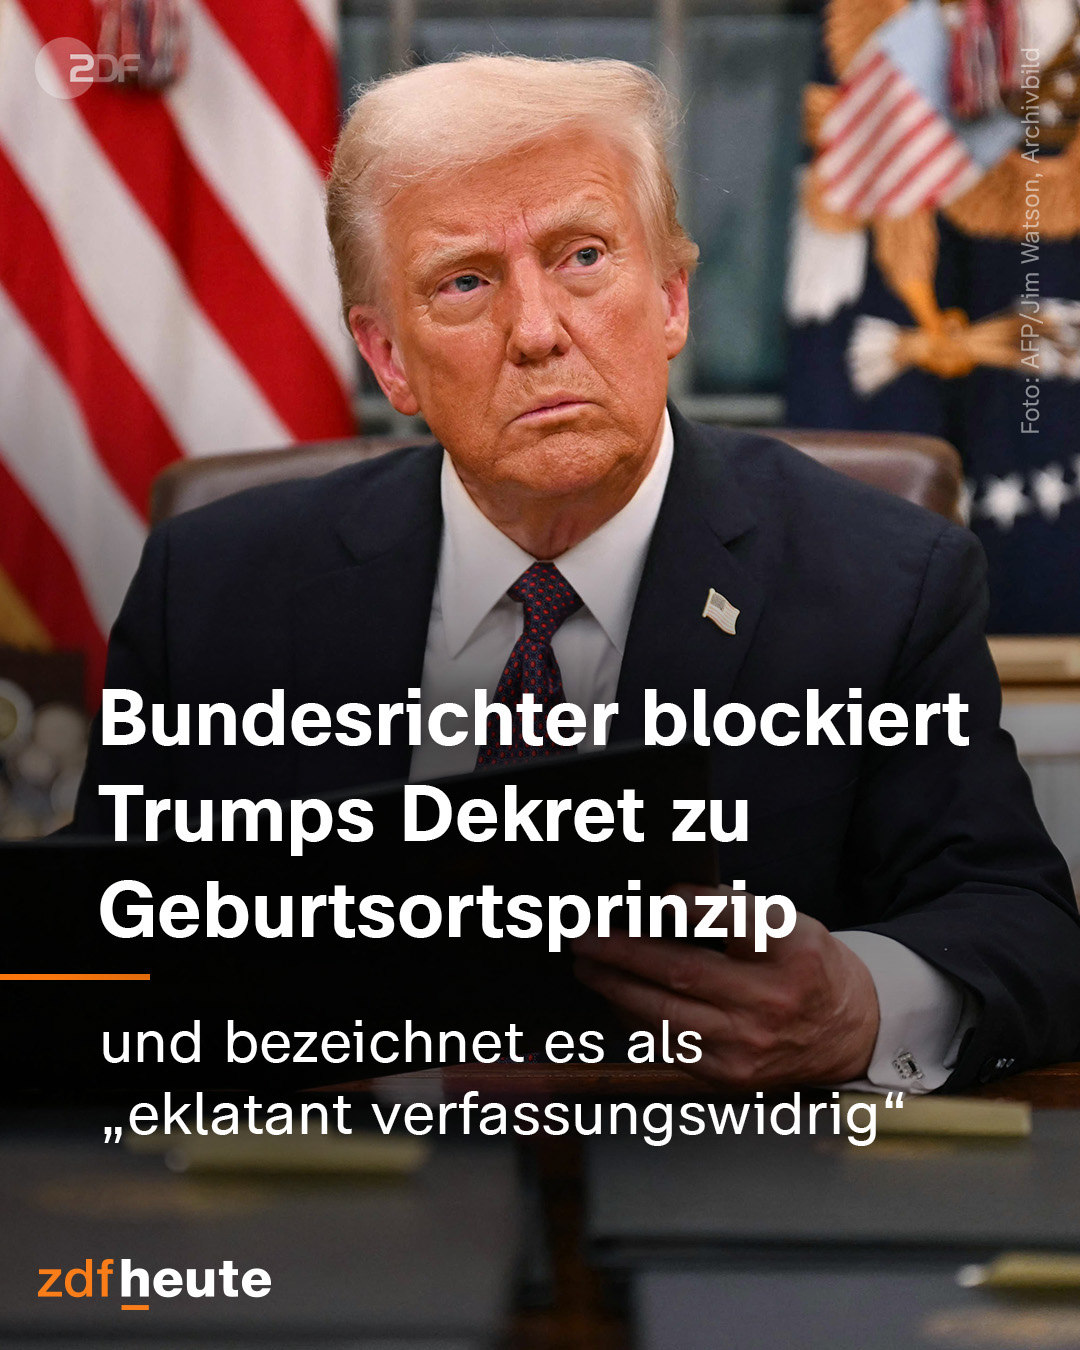 ZDF
Foto: AFP/Jim Watson, Archivbild
Bundesrichter blockiert
Trumps Dekret zu
Geburtsortsprinzip
und bezeichnet es als
„eklatant verfassungswidrig“
zdfheute